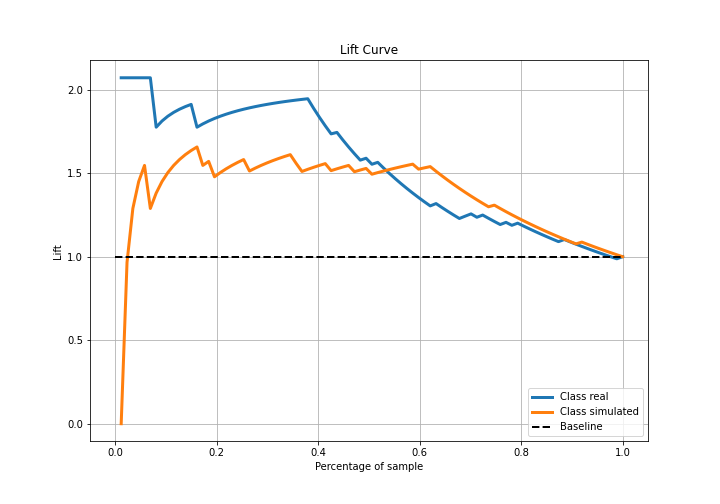 Lift Curve
2.0
1.5
1.0
0.5
0.0
Lift
0.0 0.2 0.4 0.6 0.8 1.0
Percentage of sample
Class real
Class simulated
Baseline